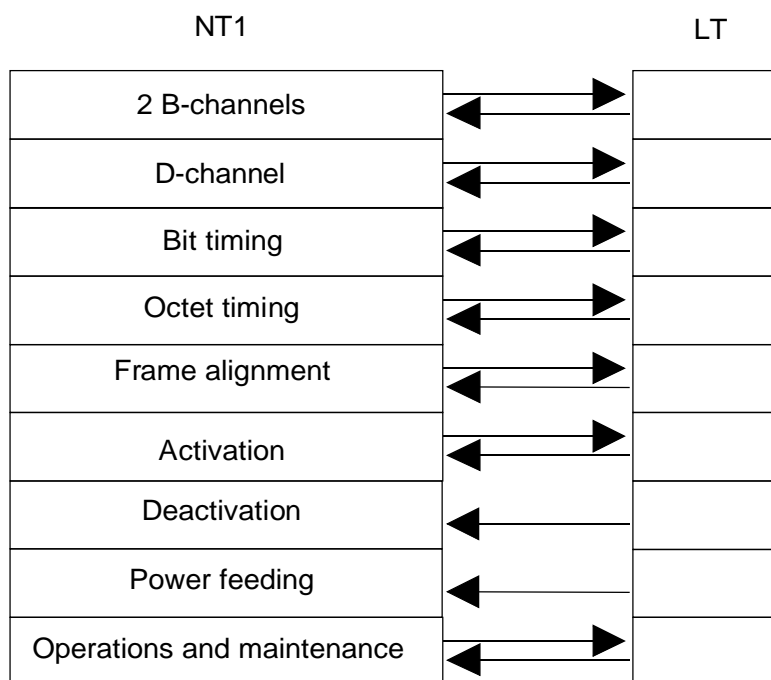 NT1
LT
2 B-channels
D-channel
Bit timing
Octet timing
Frame alignment
Activation
Deactivation
Power feeding
Operations and maintenance